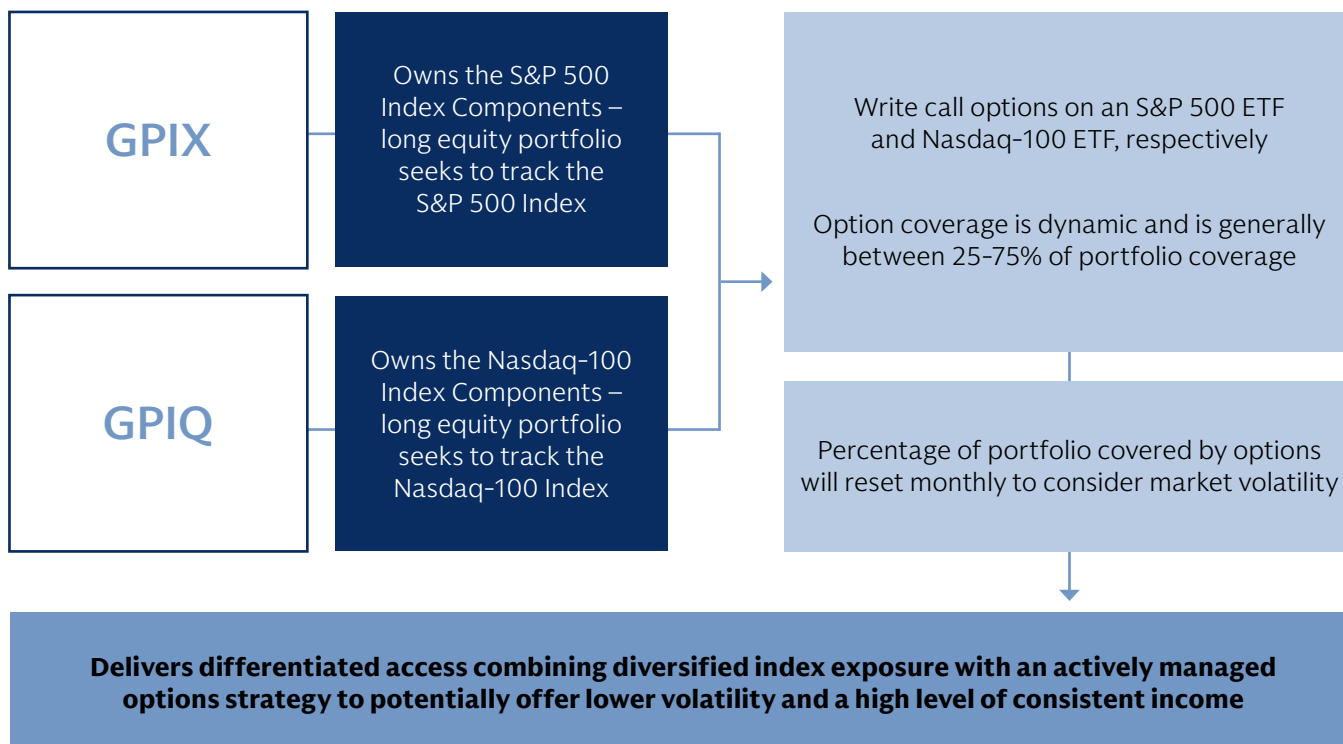 GPIX
Owns the S&P 500
Index Components –
long equity portfolio
seeks to track the
S&P 500 Index
GPIQ
Owns the Nasdaq-100
Index Components –
long equity portfolio
seeks to track the
Nasdaq-100 Index
Write call options on an S&P 500 ETF
and Nasdaq-100 ETF, respectively
Option coverage is dynamic and is generally
between 25-75% of portfolio coverage
Percentage of portfolio covered by options
will reset monthly to consider market volatility
Delivers differentiated access combining diversified index exposure with an actively managed
options strategy to potentially offer lower volatility and a high level of consistent income